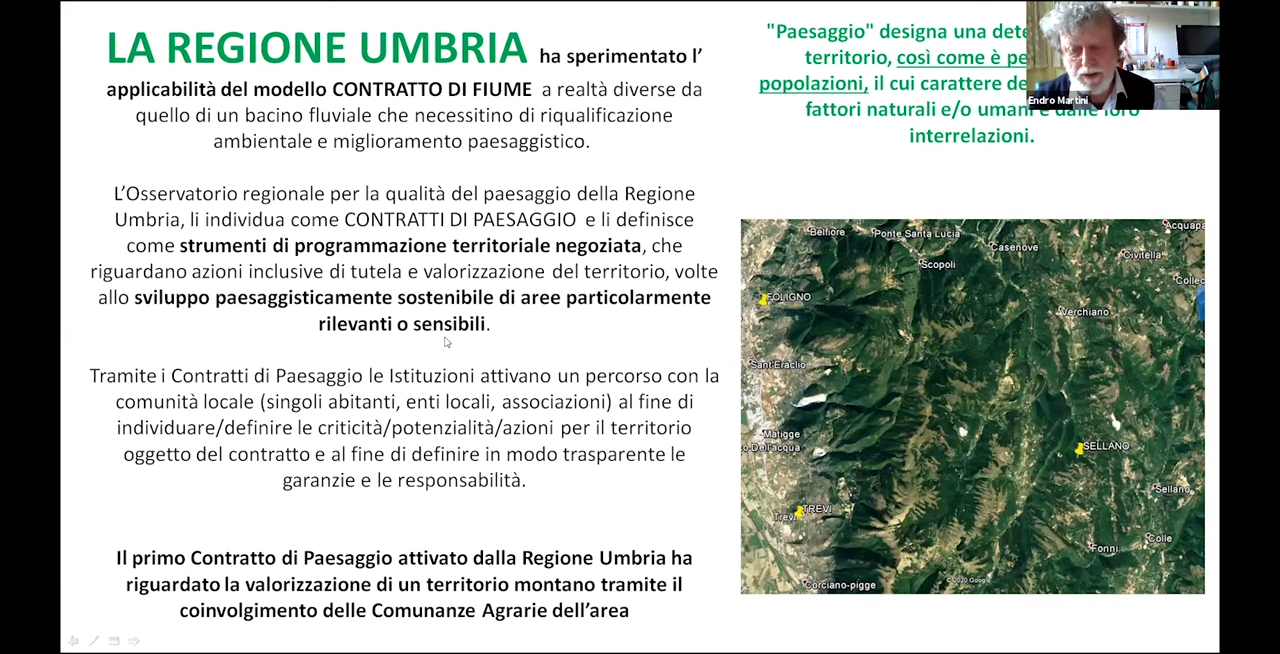 LA REGIONE UMBRIA ha sperimentato l’
applicabilità del modello CONTRATTO DI FIUME a realtà diverse da
quello di un bacino fluviale che necessitino di riqualificazione
ambientale e miglioramento paesaggistico.
L’Osservatorio regionale per la qualità del paesaggio della Regione
Umbria, li individua come CONTRATTI DI PAESAGGIO e li definisce
come strumenti di programmazione territoriale negoziata, che
riguardano azioni inclusive di tutela e valorizzazione del territorio, volte
allo sviluppo paesaggisticamente sostenibile di aree particolarmente
rilevanti o sensibili.
Tramite i Contratti di Paesaggio le Istituzioni attivano un percorso con la
comunità locale (singoli abitanti, enti locali, associazioni) al fine di
individuare/definire le criticità/potenzialità/azioni per il territorio
oggetto del contratto e al fine di definire in modo trasparente le
garanzie e le responsabilità.
Il primo Contratto di Paesaggio attivato dalla Regione Umbria ha
riguardato la valorizzazione di un territorio montano tramite il
coinvolgimento delle Comunanze Agrarie dell’area
"Paesaggio" designa una
territorio, così come è
popolazioni, il cui carattere
fattori naturali e/o umani e dalle loro
interrelazioni.
Endro Martini
Belfiore
Ponte Santa Lucia
Casenove
Scopoli
Civitella
FOLIGNO
Verchiano
Sant'Eraclio
Matigge
Dell'acqua
SELLANO
Sellano
TREVI
Trevi
Colle
Fonni
Corciano-pigge
© 2020 Google